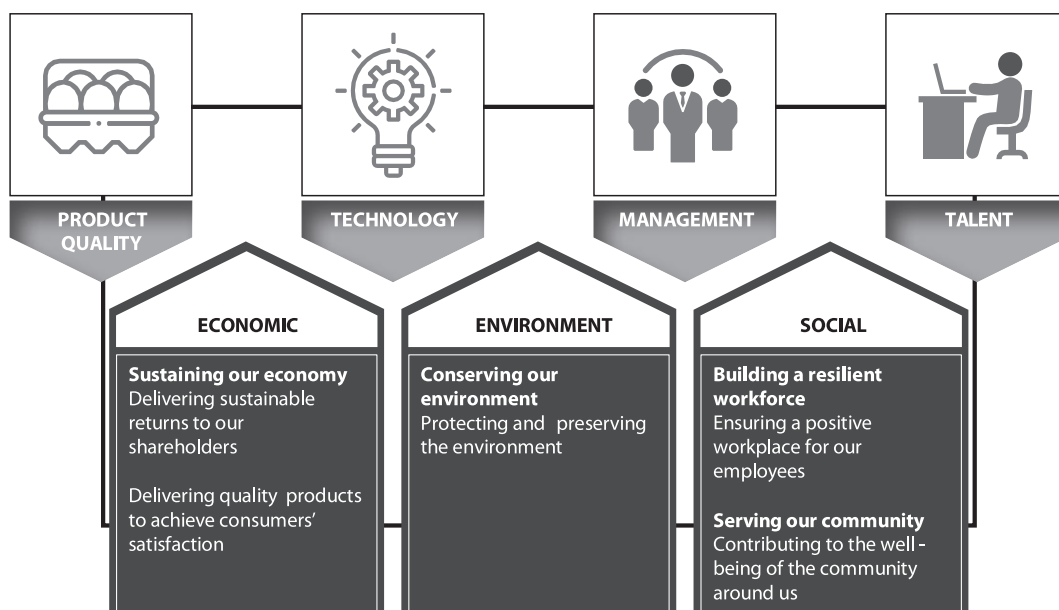 PRODUCT
QUALITY
TECHNOLOGY
MANAGEMENT
TALENT
ECONOMIC
Sustaining our economy
Delivering sustainable
returns to our
shareholders
Delivering quality products
to achieve consumers’
satisfaction
ENVIRONMENT
Conserving our
environment
Protecting and preserving
the environment
SOCIAL
Building a resilient
workforce
Ensuring a positive
workplace for our
employees
Serving our community
Contributing to the well -
being of the community
around us